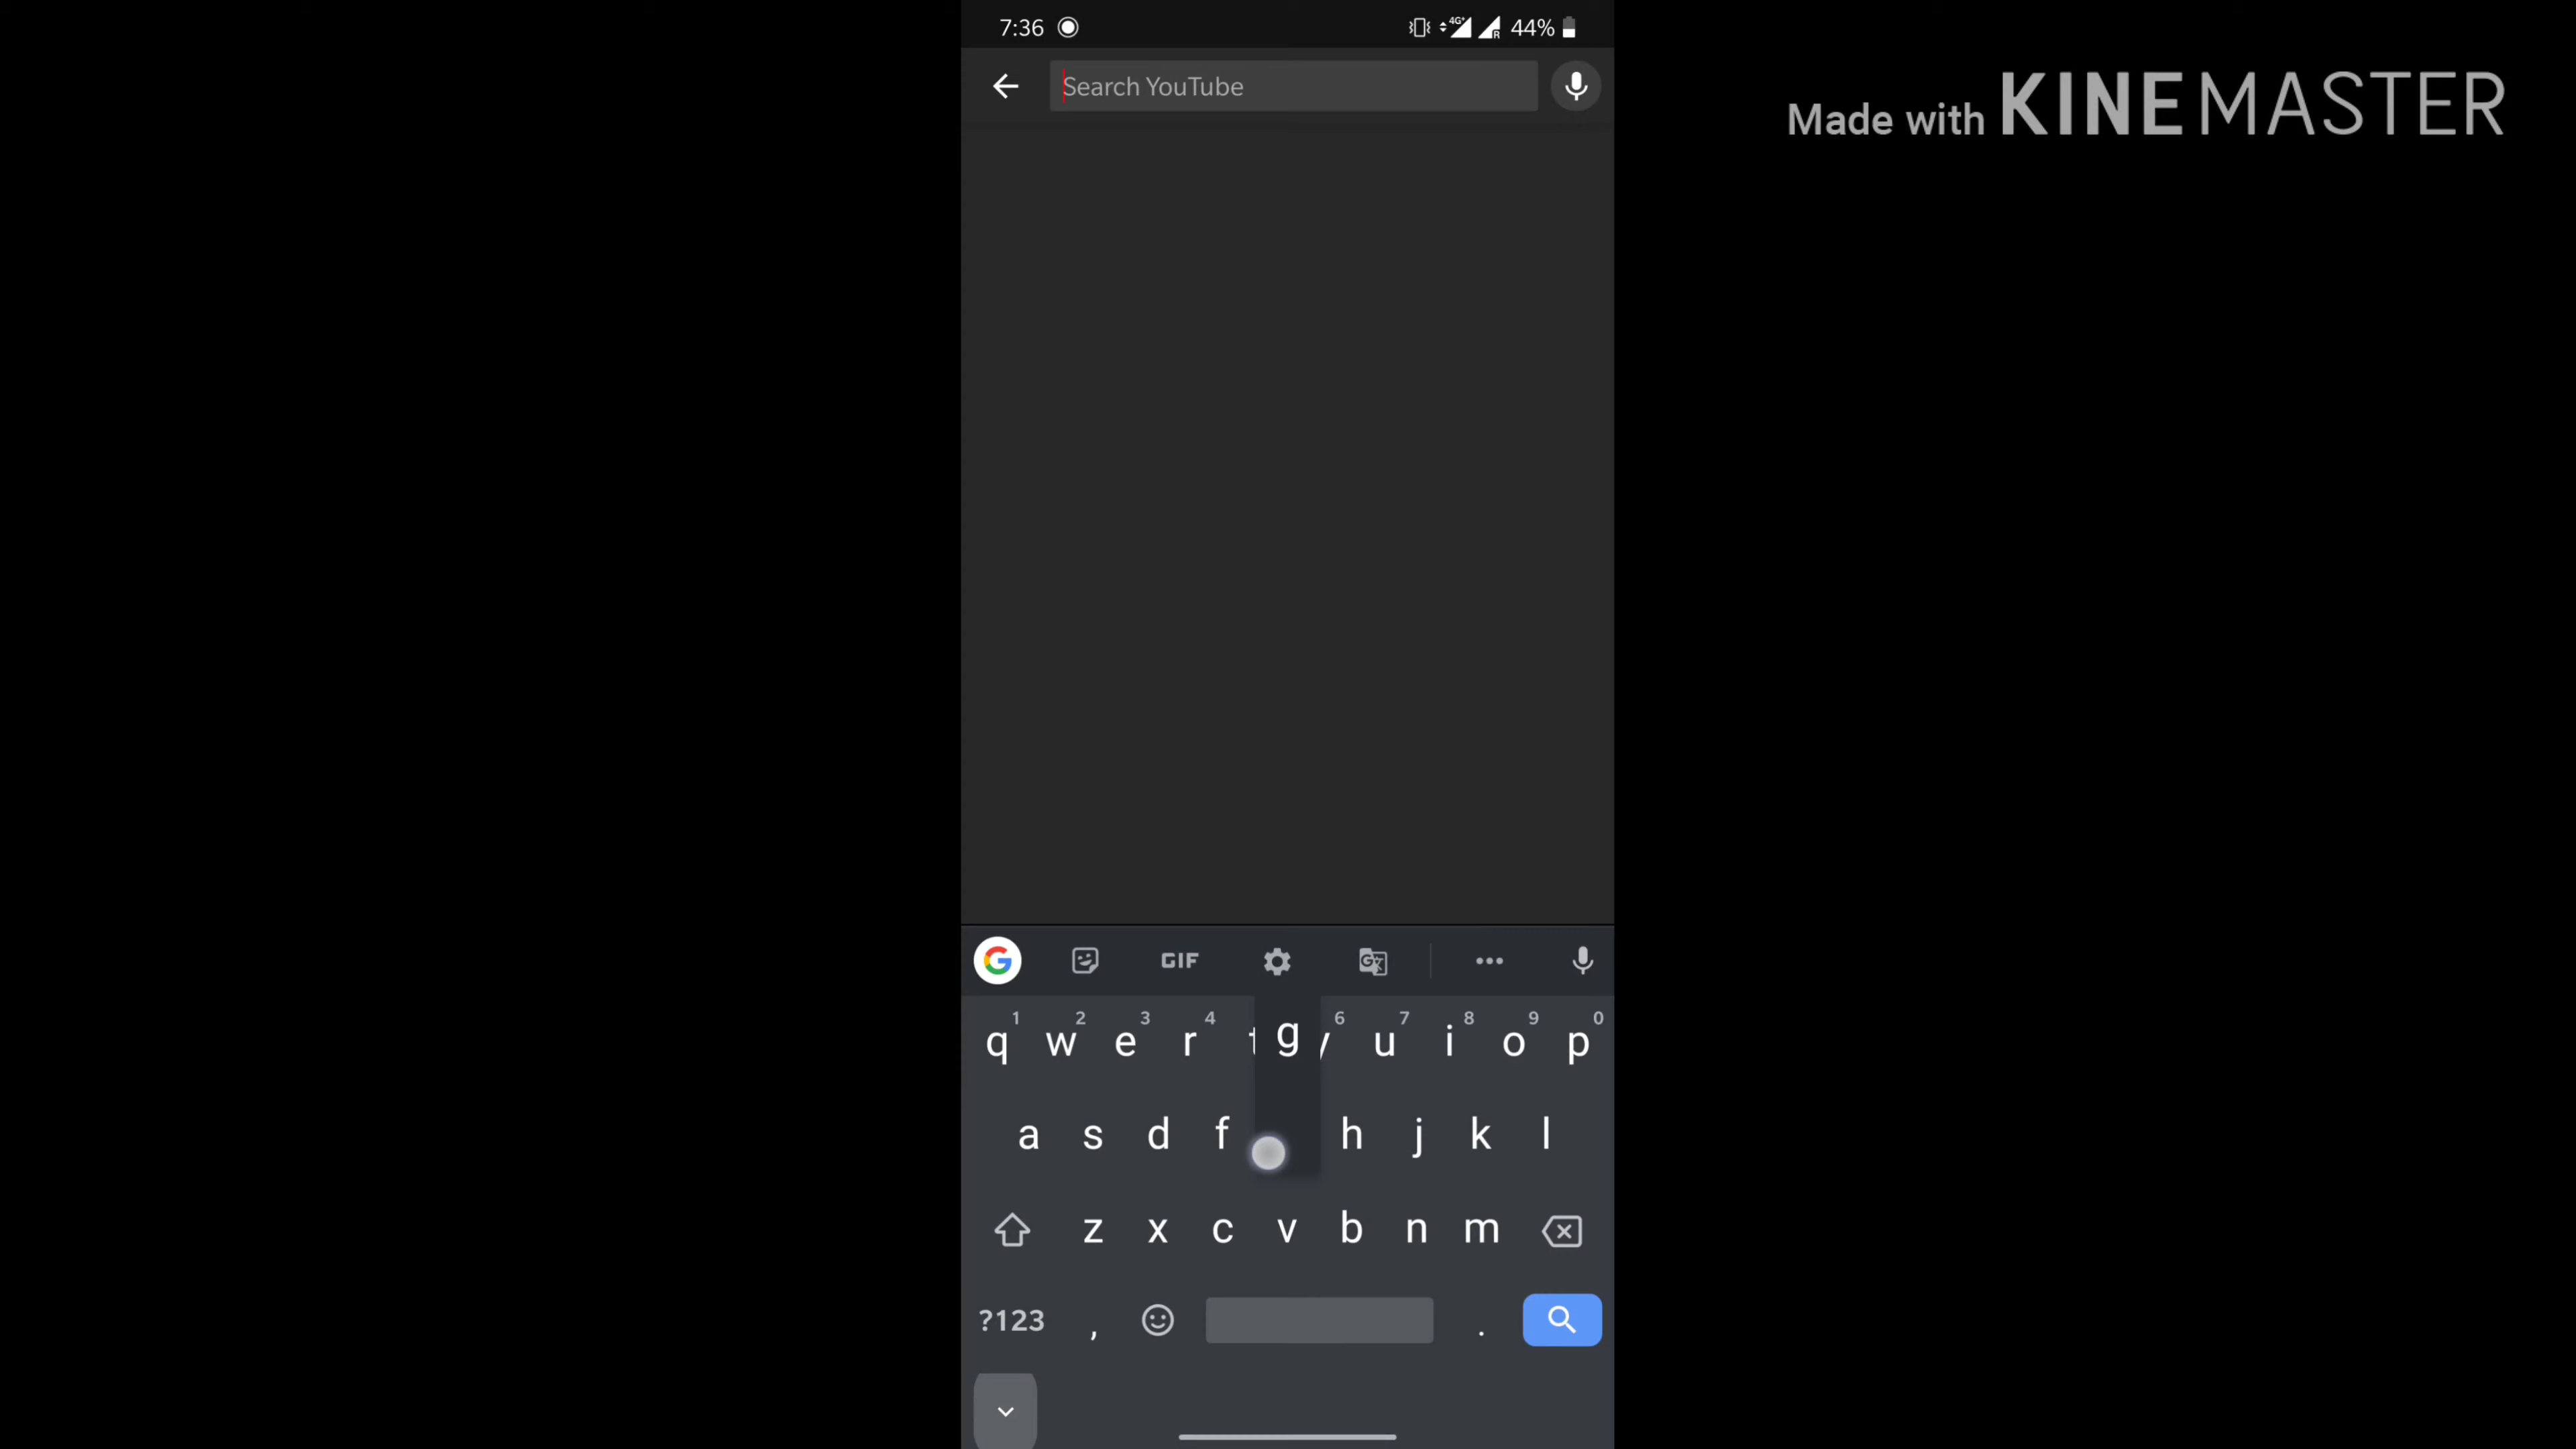 7:36 4G+ R 44%
Search YouTube
Made with KINEMASTER
G GIF G
1 2 3 4 6 7 8 9 0
q w e r t g y u i o p
a s d f h j k l
z x c v b n m
?123 , .